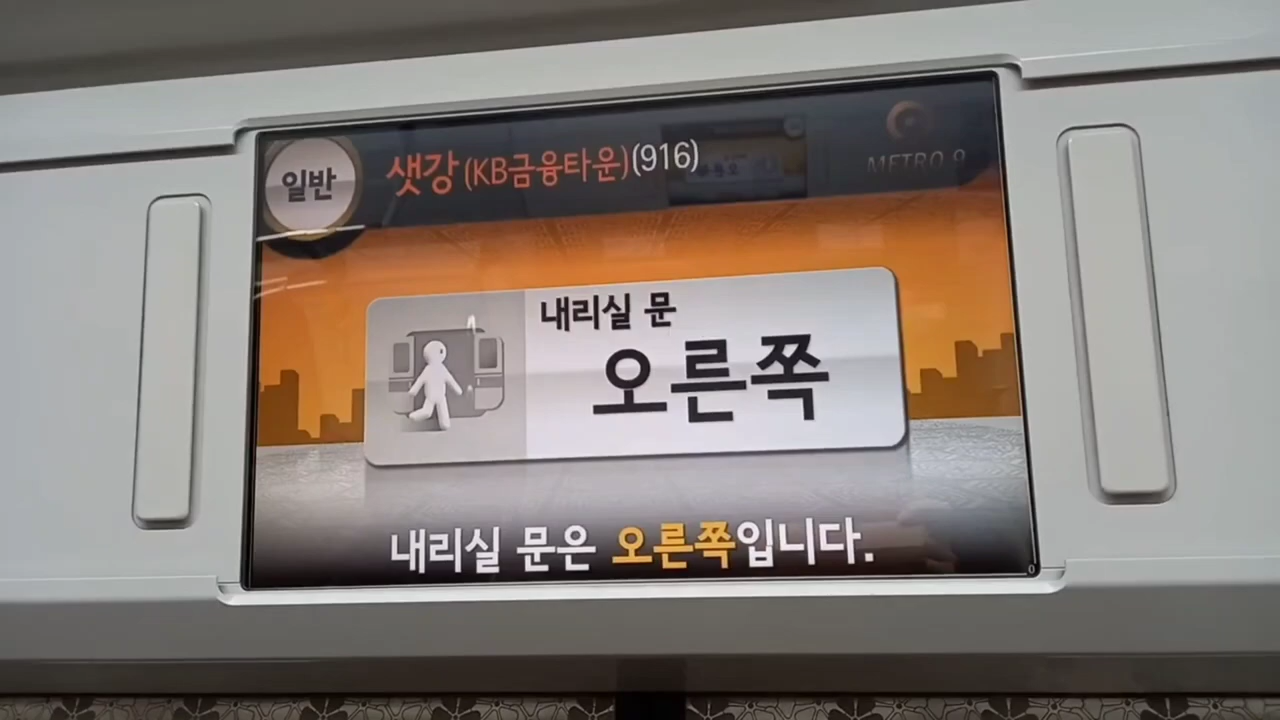 일반
샛강(KB금융타운)(916)
METRO 9
내리실 문
오른쪽
내리실 문은 오른쪽입니다.